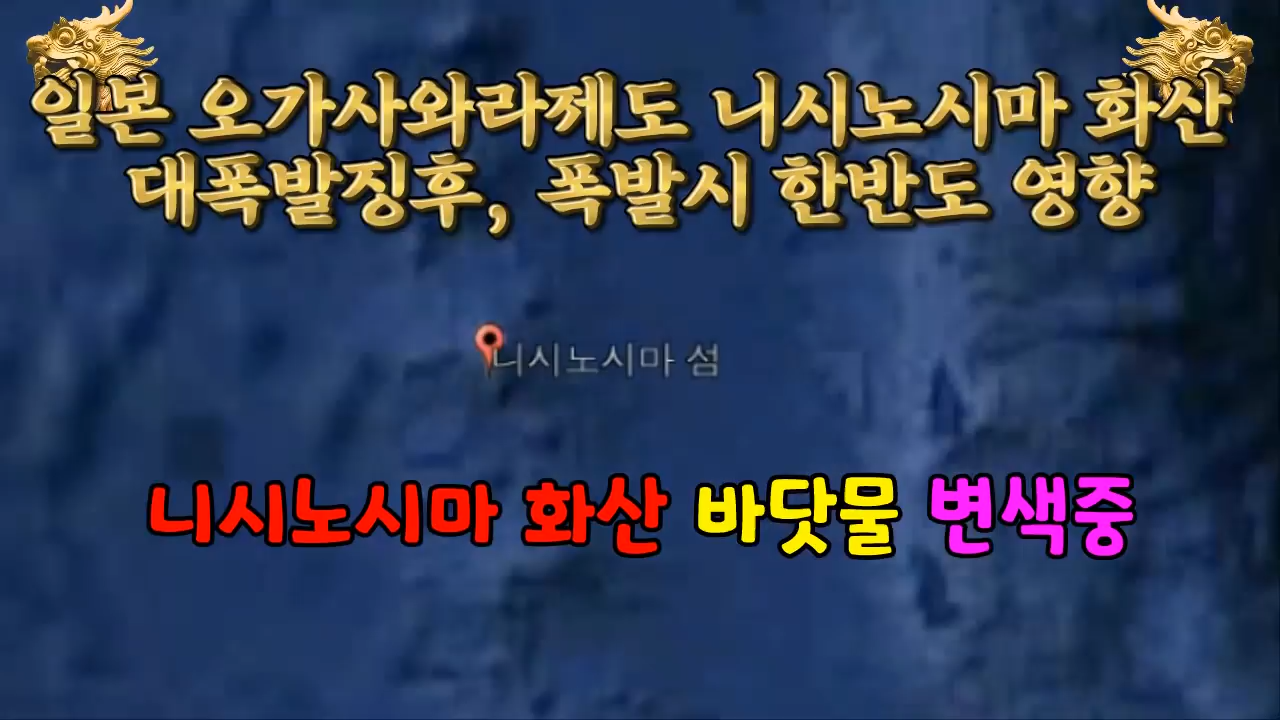 일본 오가사와라제도 니시노시마 화산
대폭발징후, 폭발시 한반도 영향
니시노시마 섬
니시노시마 화산 바닷물 변색중